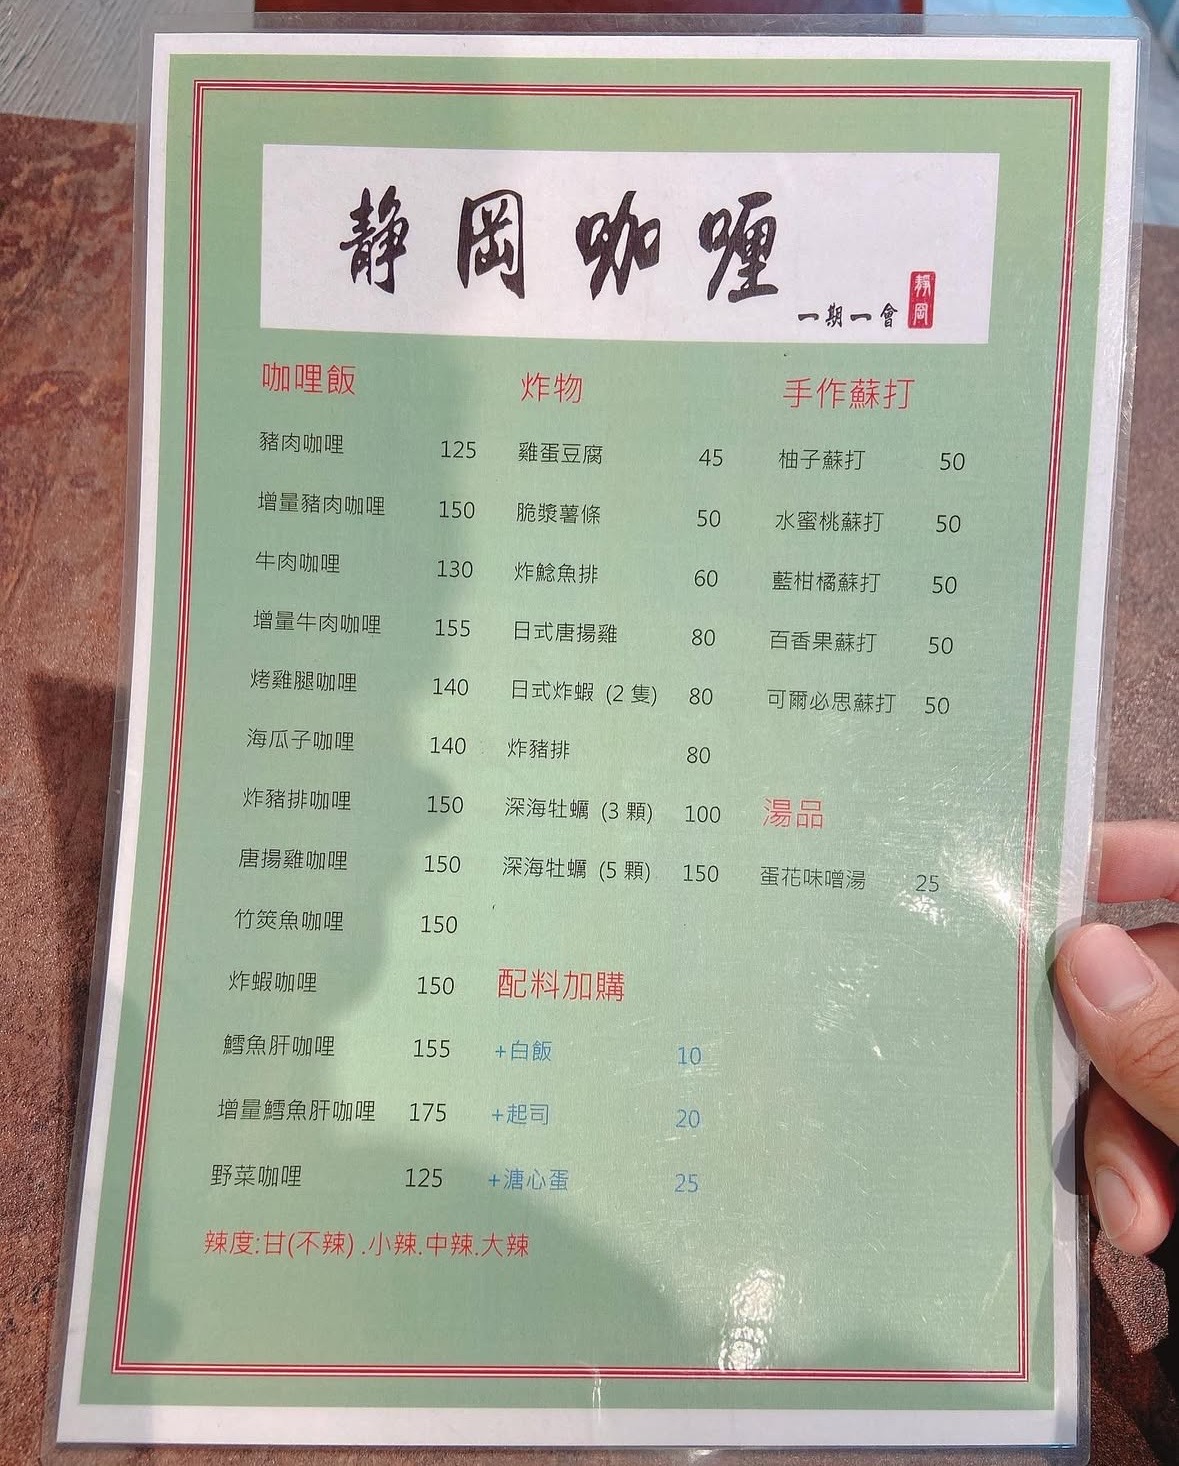 靜岡咖哩
一期一會
靜岡
咖哩飯
豬肉咖哩 125
增量豬肉咖哩 150
牛肉咖哩 130
增量牛肉咖哩 155
烤雞腿咖哩 140
海瓜子咖哩 140
炸豬排咖哩 150
唐揚雞咖哩 150
竹筴魚咖哩 150
炸蝦咖哩 150
鱈魚肝咖哩 155
增量鱈魚肝咖哩 175
野菜咖哩 125
辣度:甘(不辣) .小辣.中辣.大辣
炸物
雞蛋豆腐 45
脆漿薯條 50
炸鯰魚排 60
日式唐揚雞 80
日式炸蝦 (2 隻) 80
炸豬排 80
深海牡蠣 (3 顆) 100
深海牡蠣 (5 顆) 150
配料加購
+白飯 10
+起司 20
+溏心蛋 25
手作蘇打
柚子蘇打 50
水蜜桃蘇打 50
藍柑橘蘇打 50
百香果蘇打 50
可爾必思蘇打 50
湯品
蛋花味噌湯 25